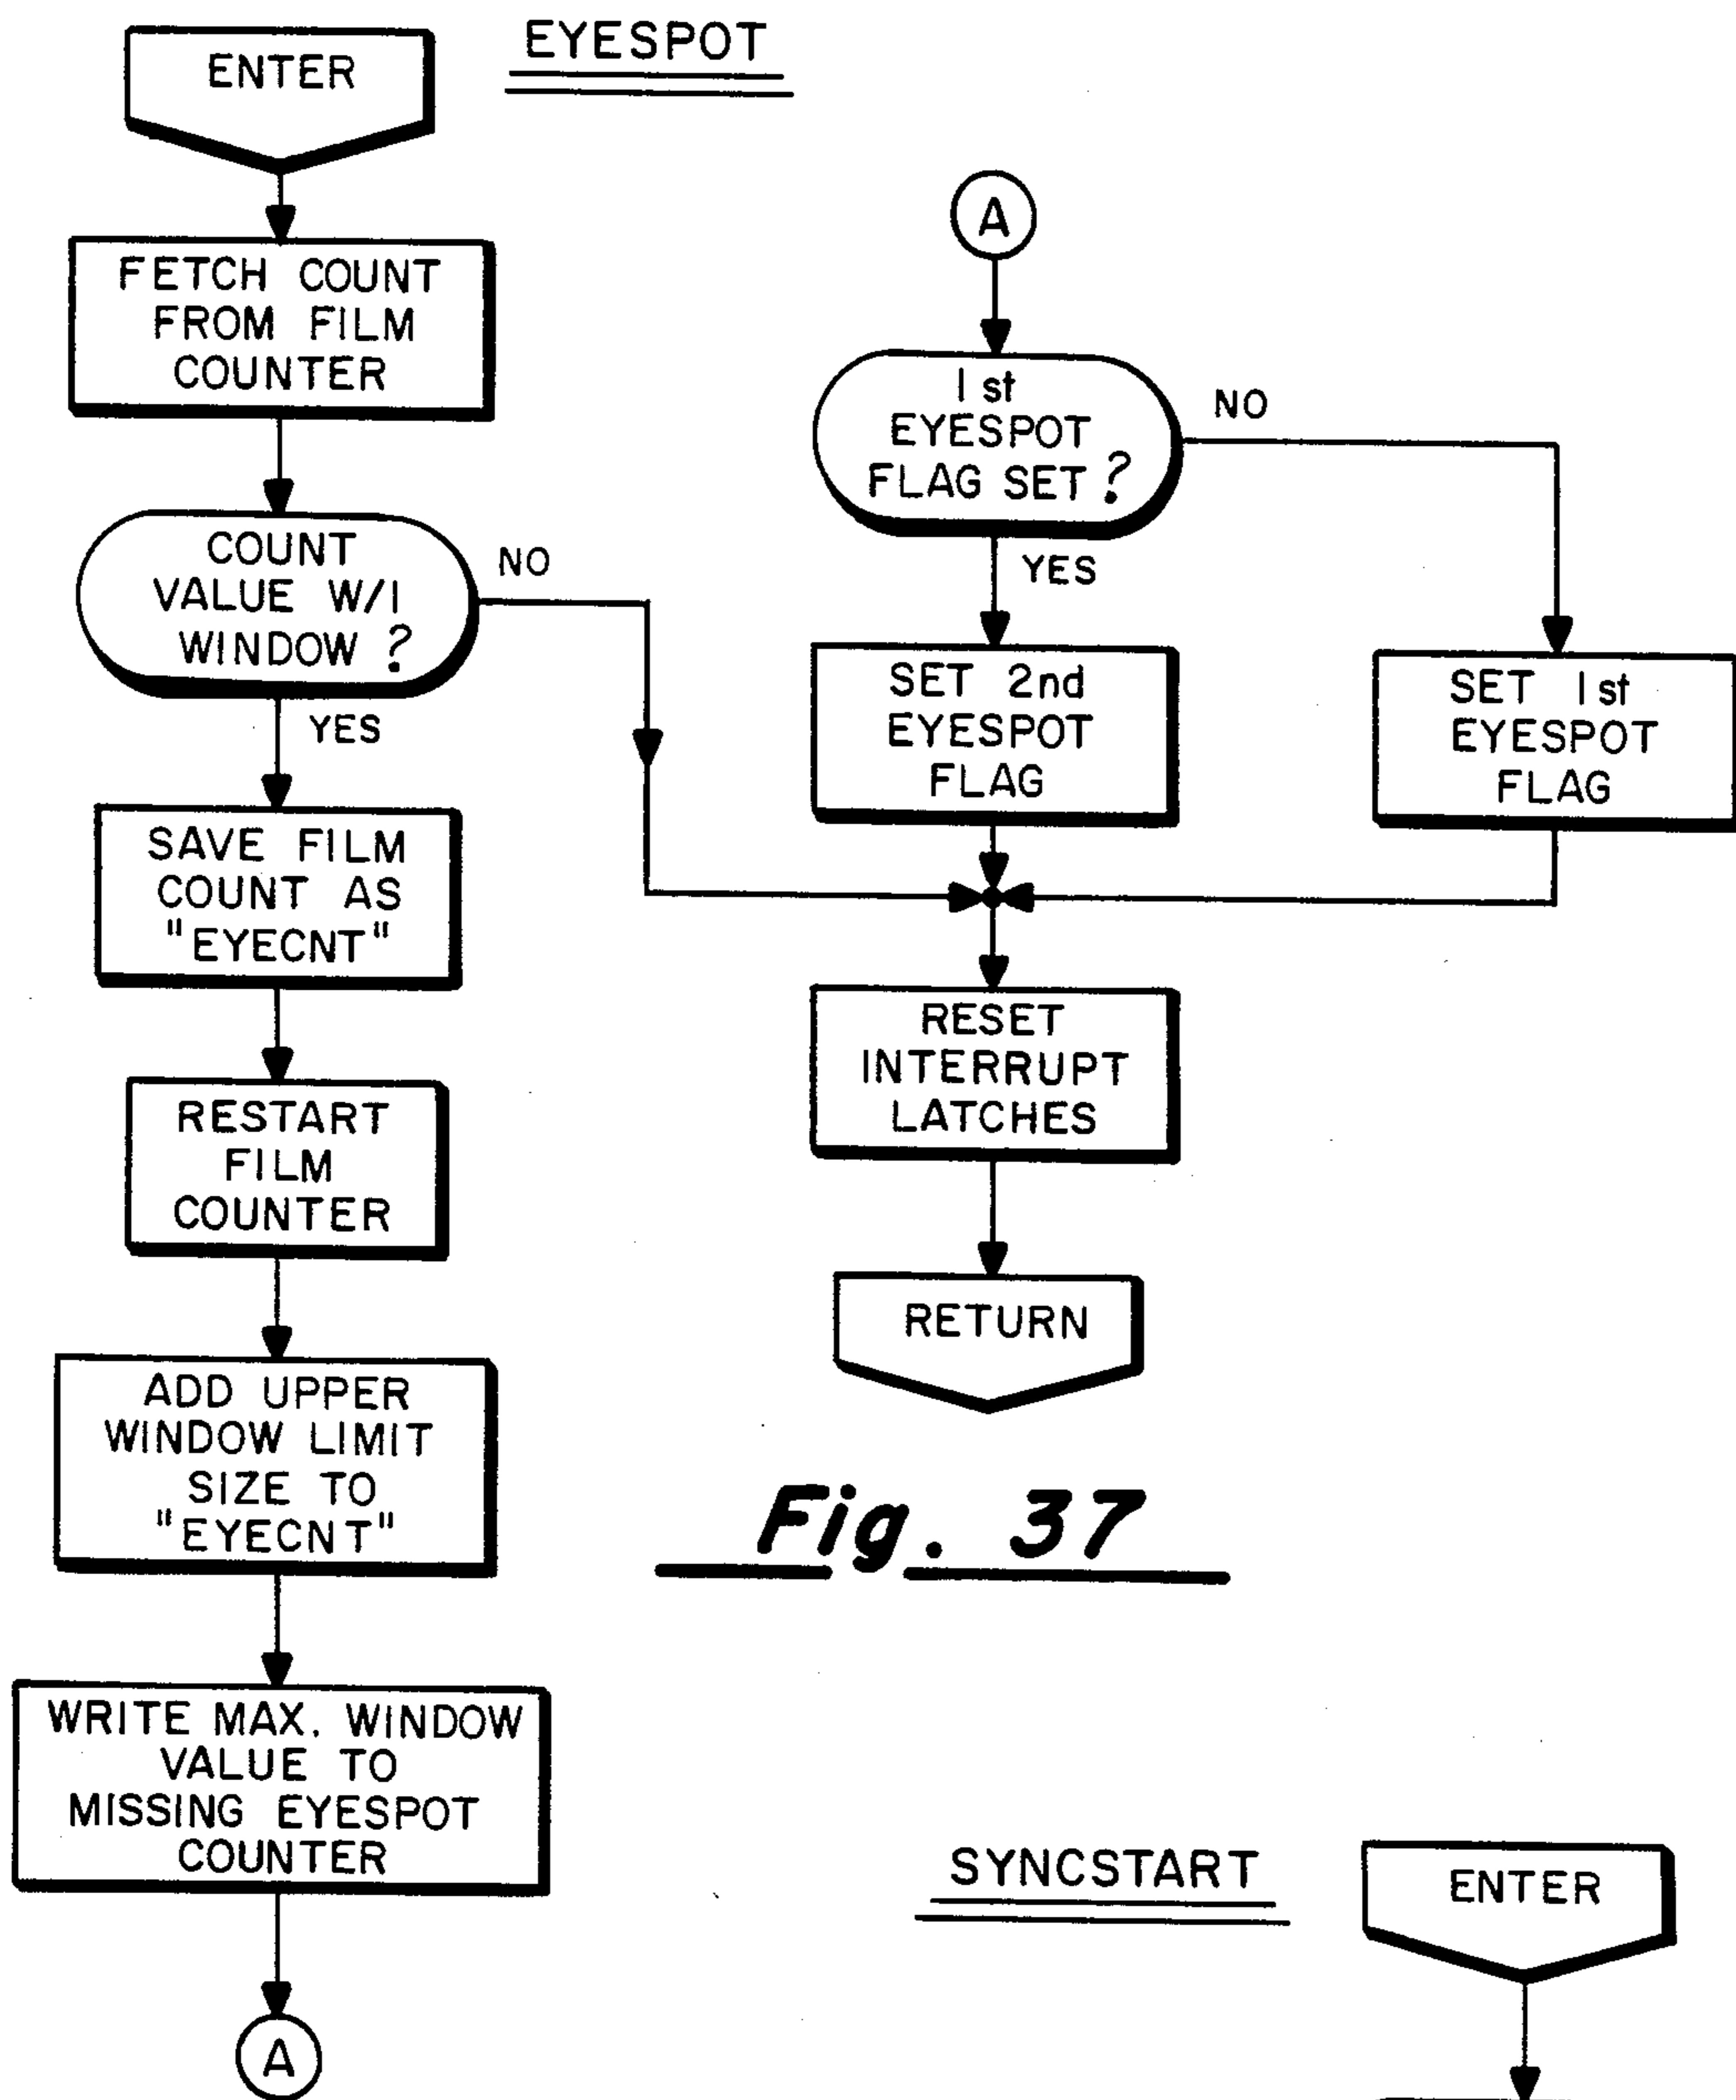 EYESPOT
ENTER
FETCH COUNT
FROM FILM
COUNTER
COUNT
VALUE W/I
WINDOW ?
NO
YES
SAVE FILM
COUNT AS
"EYECNT"
RESTART
FILM
COUNTER
ADD UPPER
WINDOW LIMIT
SIZE TO
"EYECNT"
WRITE MAX. WINDOW
VALUE TO
MISSING EYESPOT
COUNTER
A
A
1st
EYESPOT
FLAG SET ?
NO
YES
SET 2nd
EYESPOT
FLAG
SET 1st
EYESPOT
FLAG
RESET
INTERRUPT
LATCHES
RETURN
Fig. 37
SYNCSTART
ENTER